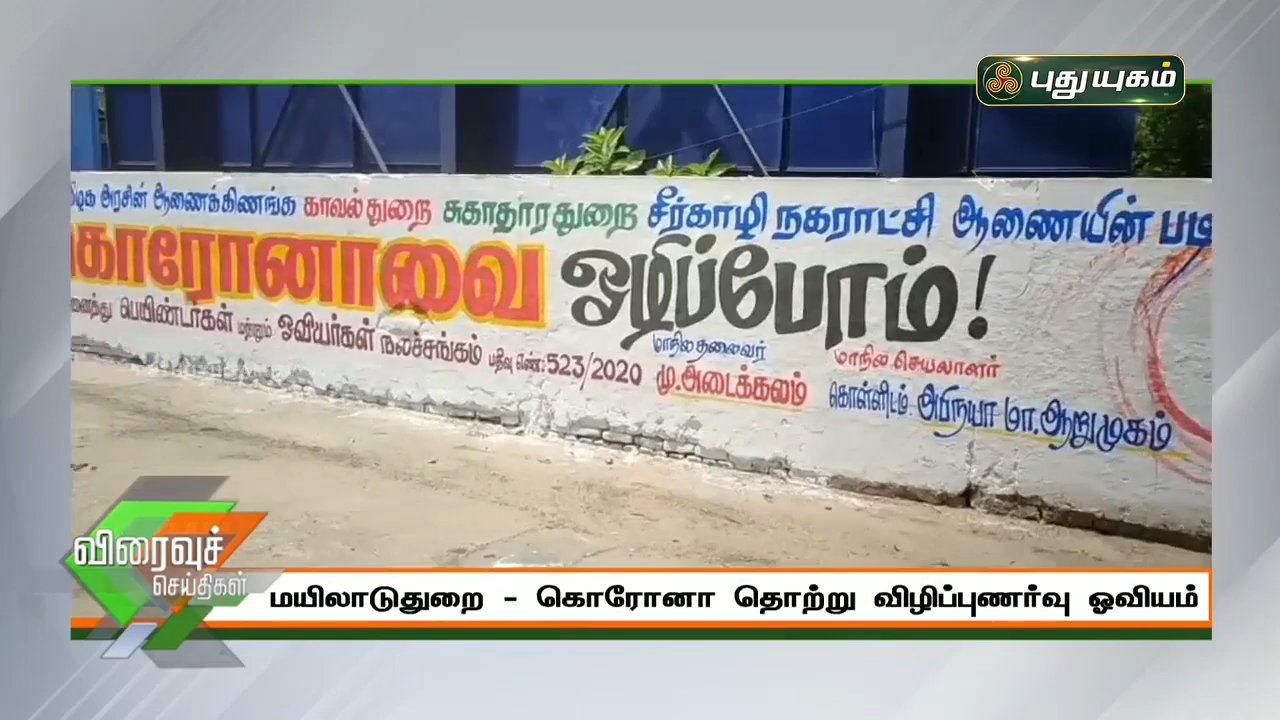 புதுயுகம்
அரசின் ஆணைக்கிணங்க காவல்துறை சுகாதாரதுறை சீர்காழி நகராட்சி ஆணையின் படி
கொரோனாவை ஒழிப்போம்!
பெயிண்டர்கள் மற்றும் ஓவியர்கள் நலச்சங்கம் பதிவு எண்: 523/2020
மாநில தலைவர்
மு.அடைக்கலம்
மாநில செயலாளர்
கொள்ளிடம் அபிநயா மா.ஆறுமுகம்
விரைவுச்
செய்திகள்
மயிலாடுதுறை - கொரோனா தொற்று விழிப்புணர்வு ஓவியம்